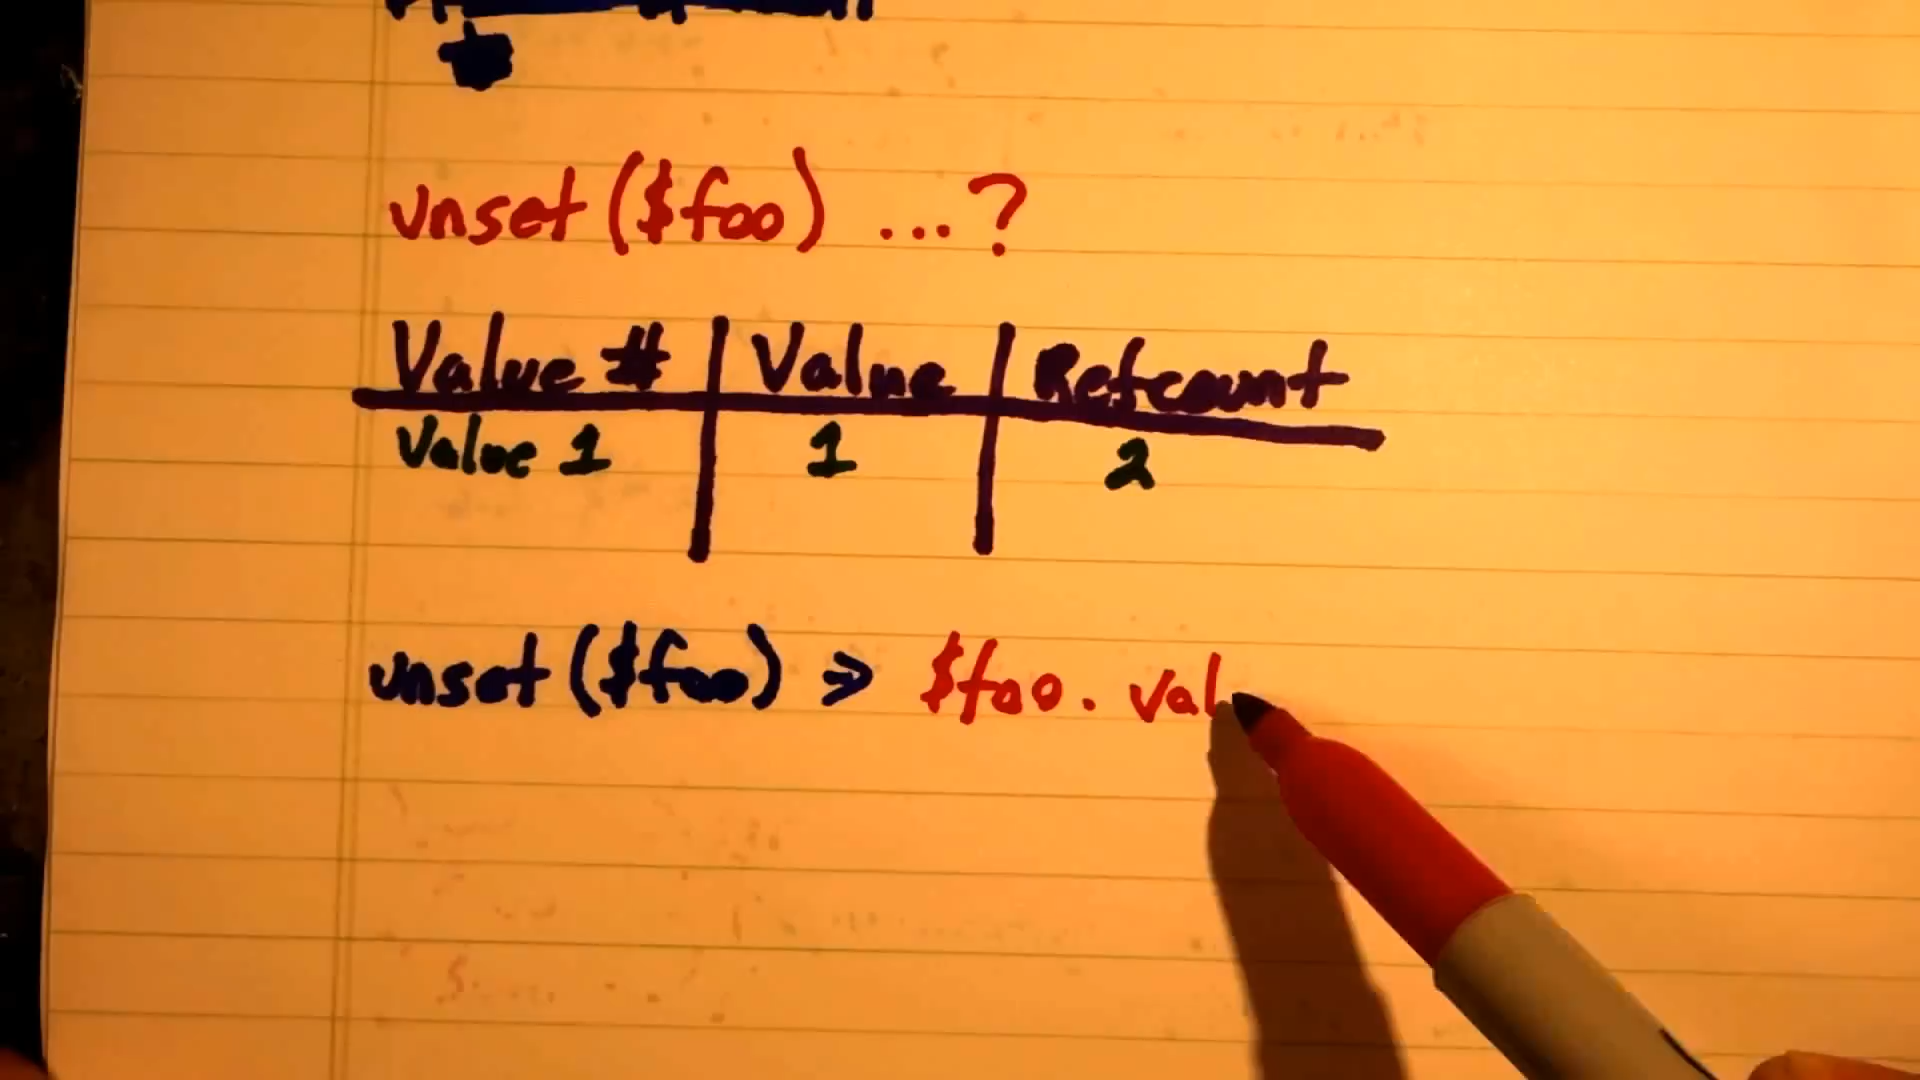 unset($foo) ...?
Value # | Value | Refcount
Value 1 | 1 | 2
unset($foo) => $foo. val